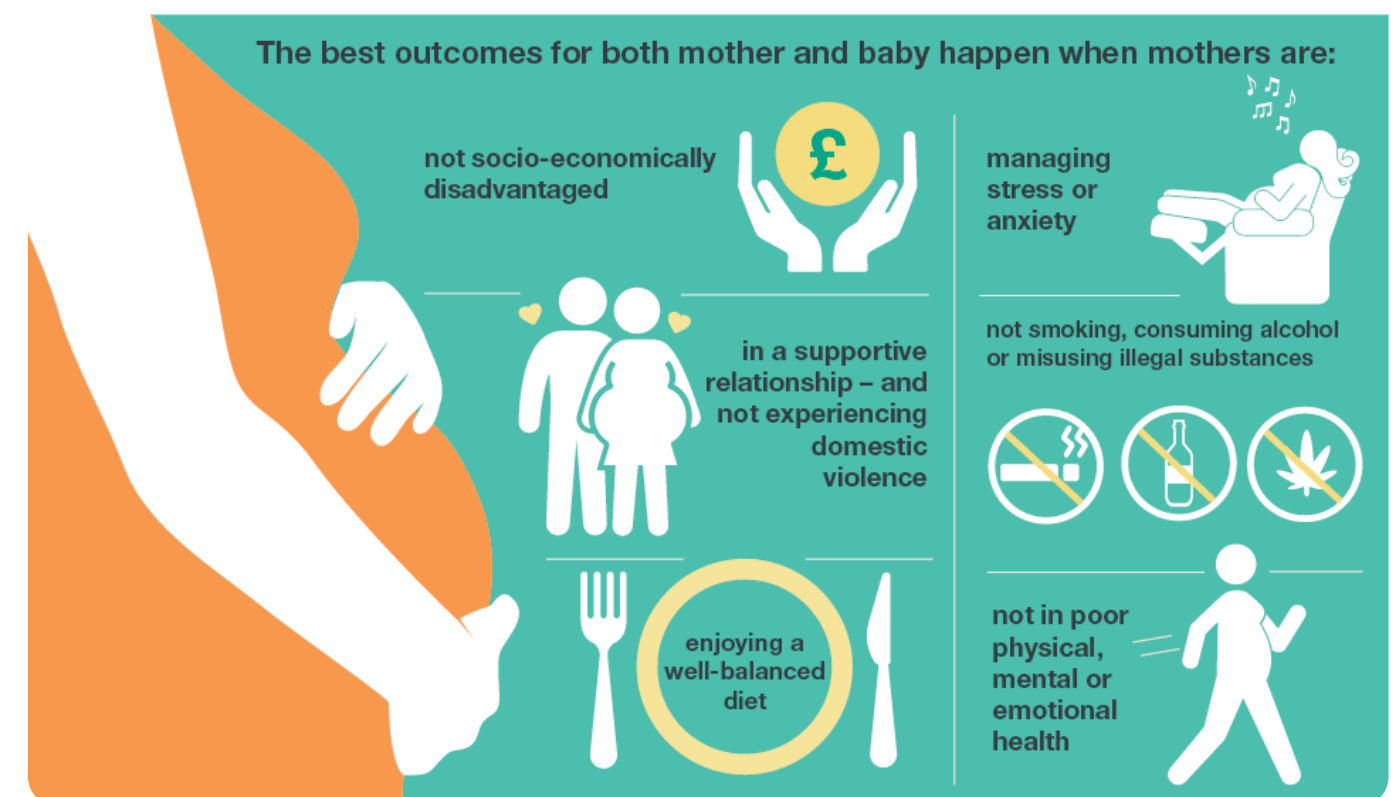 The best outcomes for both mother and baby happen when mothers are:
not socio-economically
disadvantaged
£
in a supportive
relationship – and
not experiencing
domestic
violence
enjoying a
well-balanced
diet
managing
stress or
anxiety
not smoking, consuming alcohol
or misusing illegal substances
not in poor
physical,
mental or
emotional
health